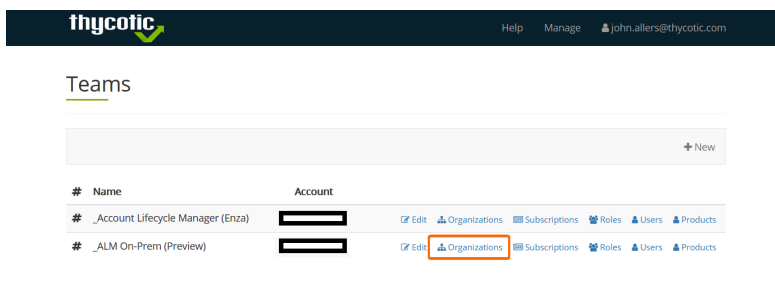 thycotic
Help Manage john.allers@thycotic.com
Teams
+ New
# Name Account
# _Account Lifecycle Manager (Enza) Edit Organizations Subscriptions Roles Users Products
# _ALM On-Prem (Preview) Edit Organizations Subscriptions Roles Users Products